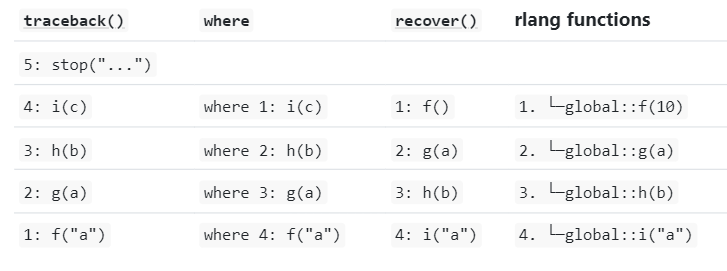 traceback() where recover() rlang functions
5: stop("...")
4: i(c) where 1: i(c) 1: f() 1. └─global::f(10)
3: h(b) where 2: h(b) 2: g(a) 2. └─global::g(a)
2: g(a) where 3: g(a) 3: h(b) 3. └─global::h(b)
1: f("a") where 4: f("a") 4: i("a") 4. └─global::i("a")